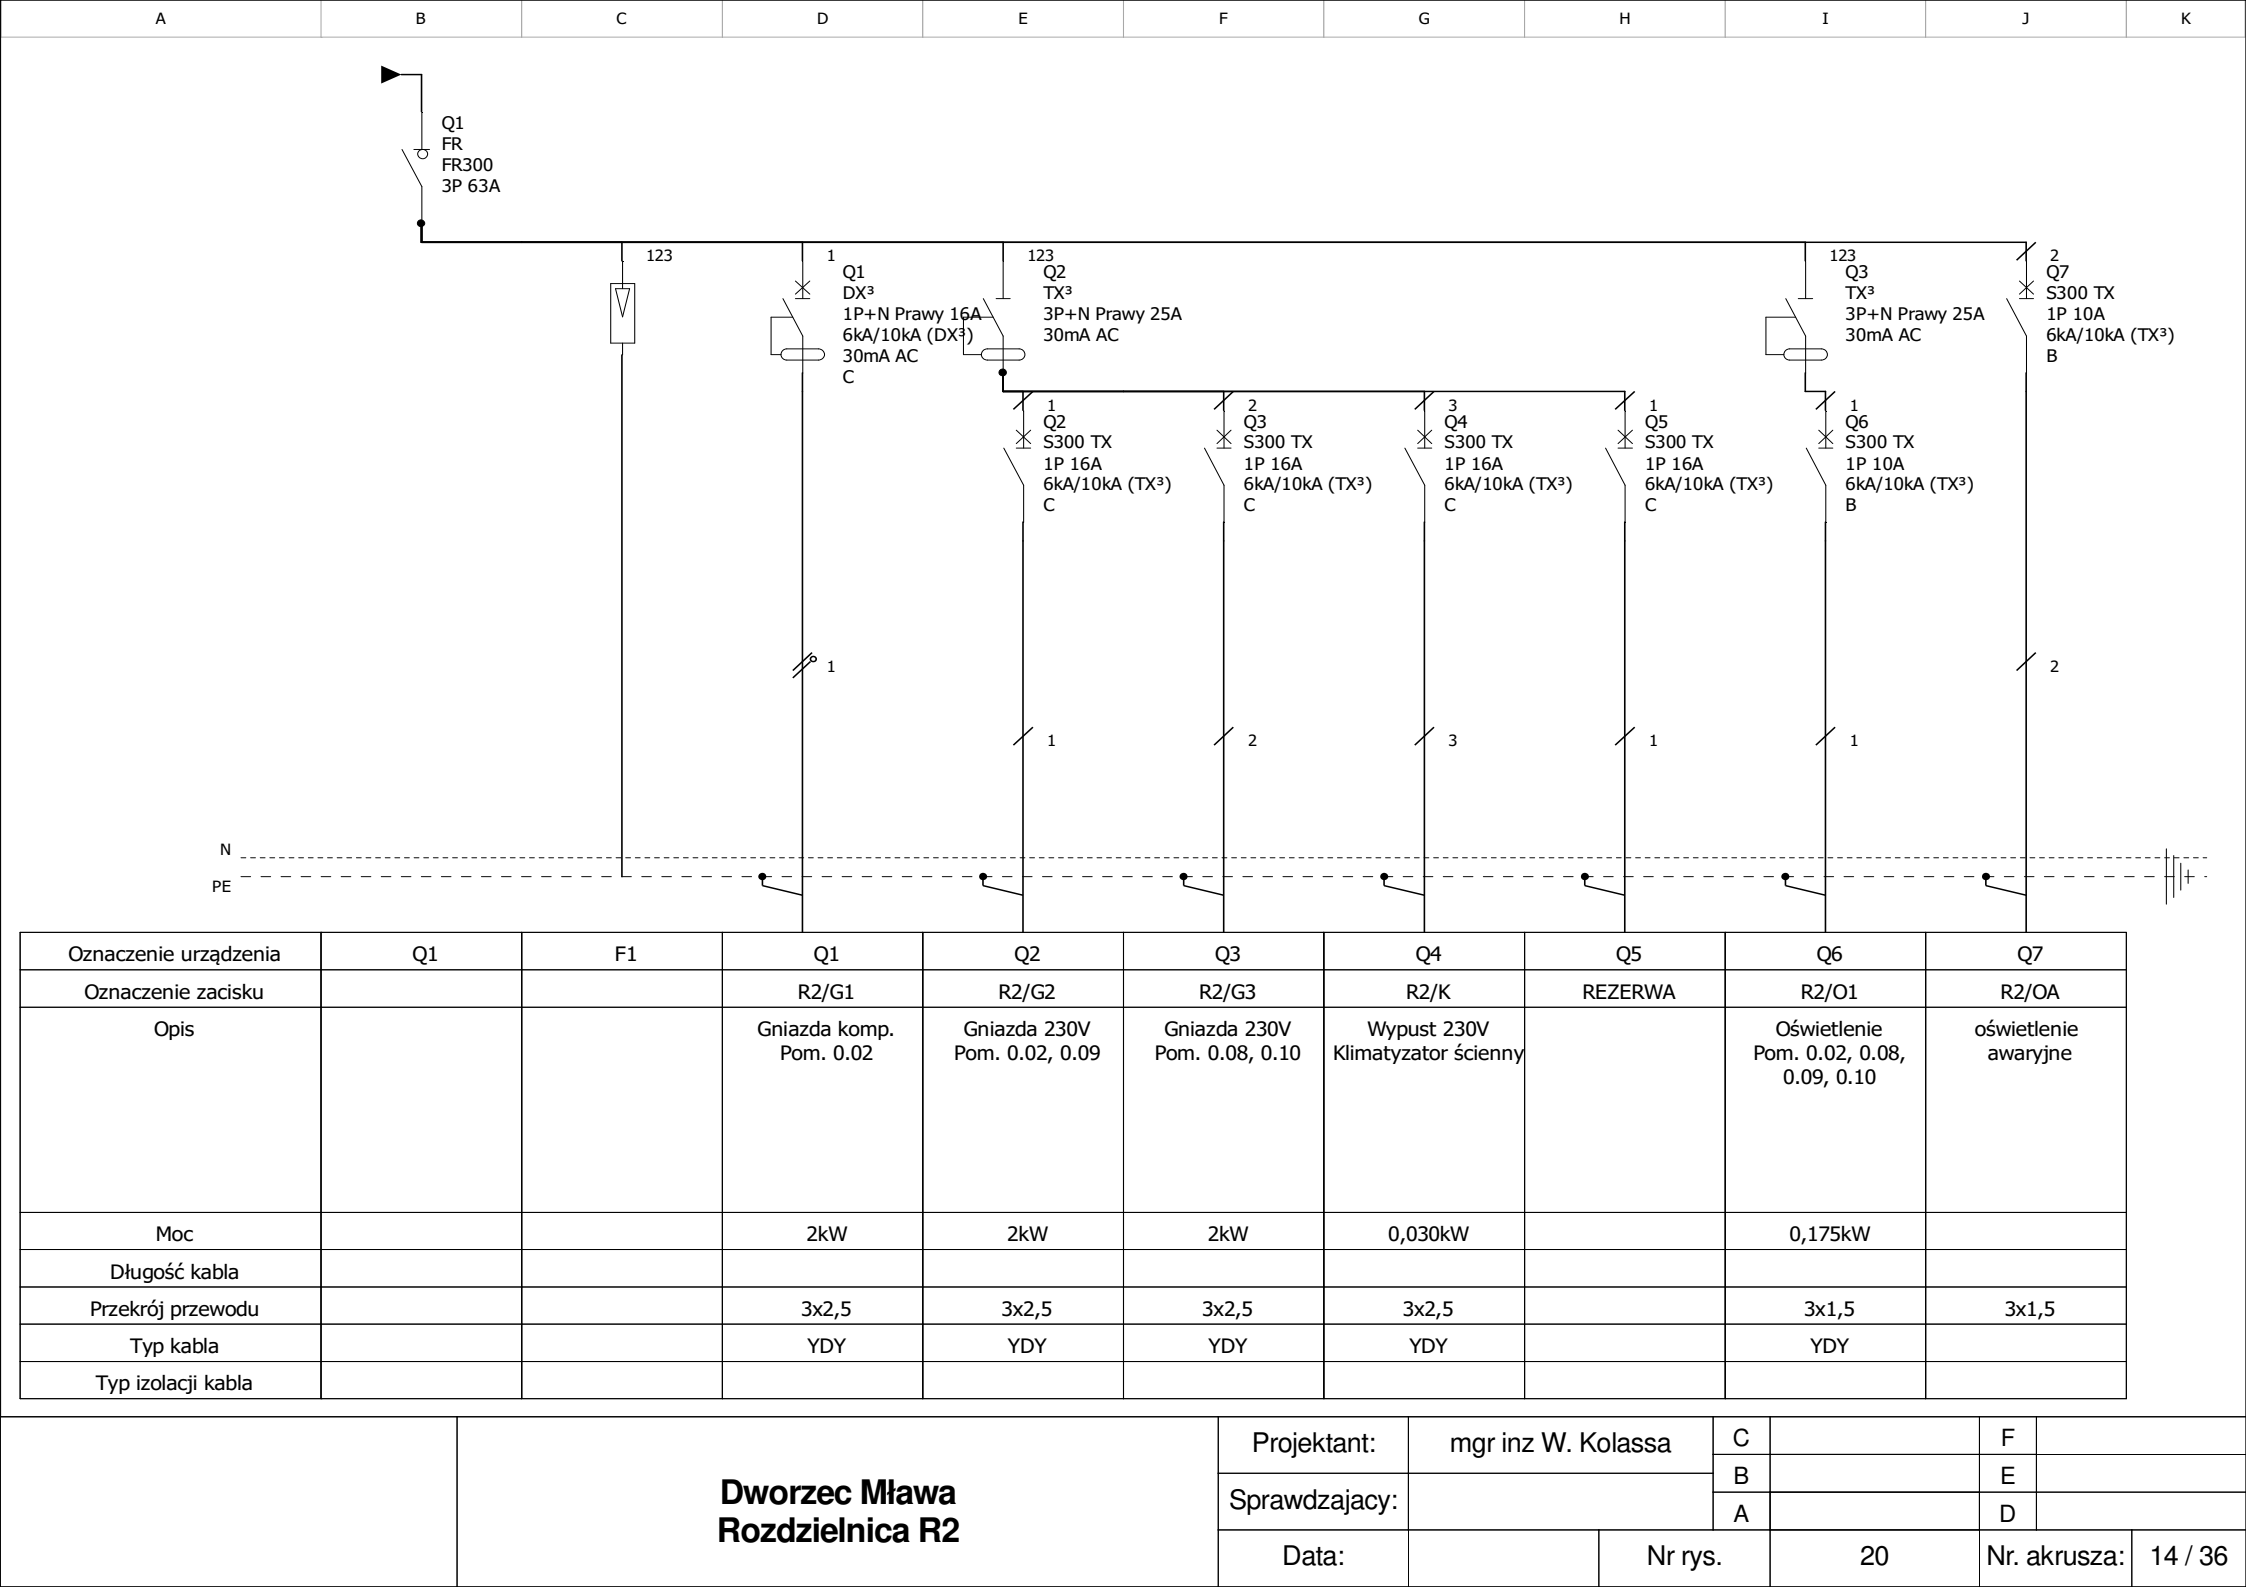 A B C D E F G H I J K
Q1
FR
FR300
3P 63A
123
1
Q1
DX³
1P+N Prawy 16A
6kA/10kA (DX³)
30mA AC
C
123
Q2
TX³
3P+N Prawy 25A
30mA AC
123
Q3
TX³
3P+N Prawy 25A
30mA AC
2
Q7
S300 TX
1P 10A
6kA/10kA (TX³)
B
1
Q2
S300 TX
1P 16A
6kA/10kA (TX³)
C
2
Q3
S300 TX
1P 16A
6kA/10kA (TX³)
C
3
Q4
S300 TX
1P 16A
6kA/10kA (TX³)
C
1
Q5
S300 TX
1P 16A
6kA/10kA (TX³)
C
1
Q6
S300 TX
1P 10A
6kA/10kA (TX³)
B
1 2
1 2 3 1 1
N
PE
Oznaczenie urządzenia Q1 F1 Q1 Q2 Q3 Q4 Q5 Q6 Q7
Oznaczenie zacisku R2/G1 R2/G2 R2/G3 R2/K REZERWA R2/O1 R2/OA
Opis Gniazda komp. Gniazda 230V Gniazda 230V Wypust 230V Oświetlenie oświetlenie
Pom. 0.02 Pom. 0.02, 0.09 Pom. 0.08, 0.10 Klimatyzator ścienny Pom. 0.02, 0.08, awaryjne
0.09, 0.10
Moc 2kW 2kW 2kW 0,030kW 0,175kW
Długość kabla
Przekrój przewodu 3x2,5 3x2,5 3x2,5 3x2,5 3x1,5 3x1,5
Typ kabla YDY YDY YDY YDY YDY
Typ izolacji kabla
Dworzec Mława
Rozdzielnica R2
Projektant: mgr inz W. Kolassa
Sprawdzajacy:
C F
B E
A D
Data: Nr rys. 20 Nr. akrusza: 14 / 36